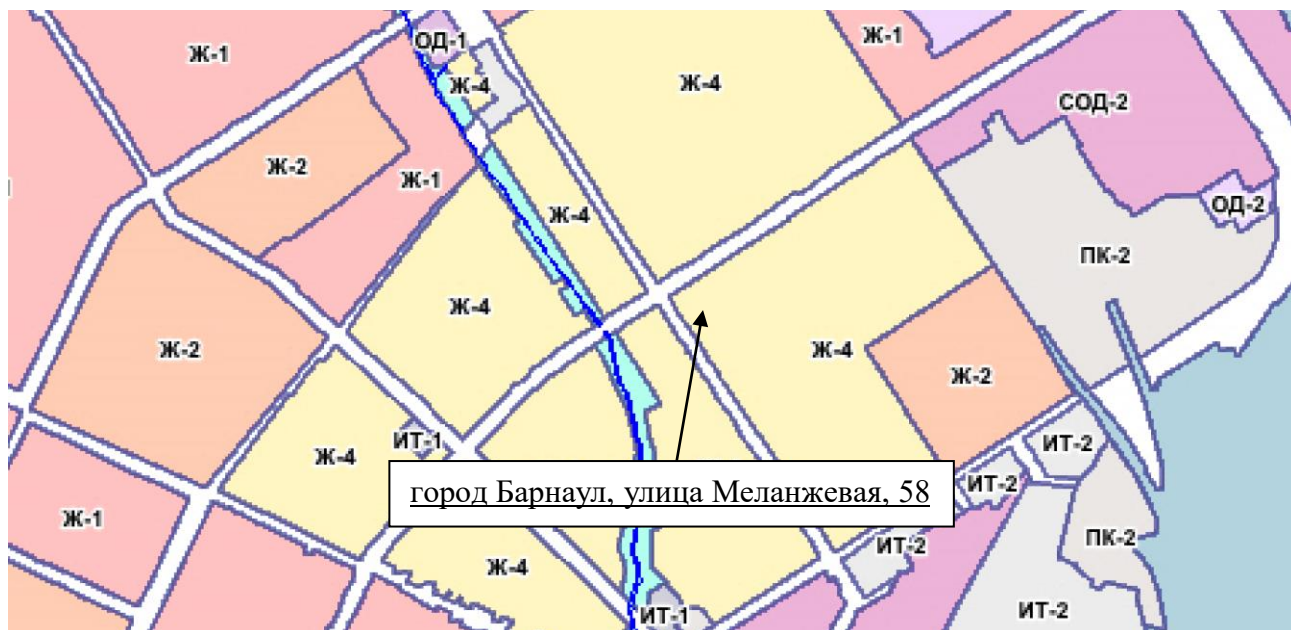 Ж-1
ОД-1
Ж-1
Ж-4
Ж-4
СОД-2
Ж-2
Ж-1
Ж-4
ОД-2
ПК-2
Ж-4
Ж-2
Ж-4
Ж-2
ИТ-1
ИТ-2
Ж-4
город Барнаул, улица Меланжевая, 58
ИТ-2
Ж-1
ИТ-2
ПК-2
Ж-4
ИТ-1
ИТ-2